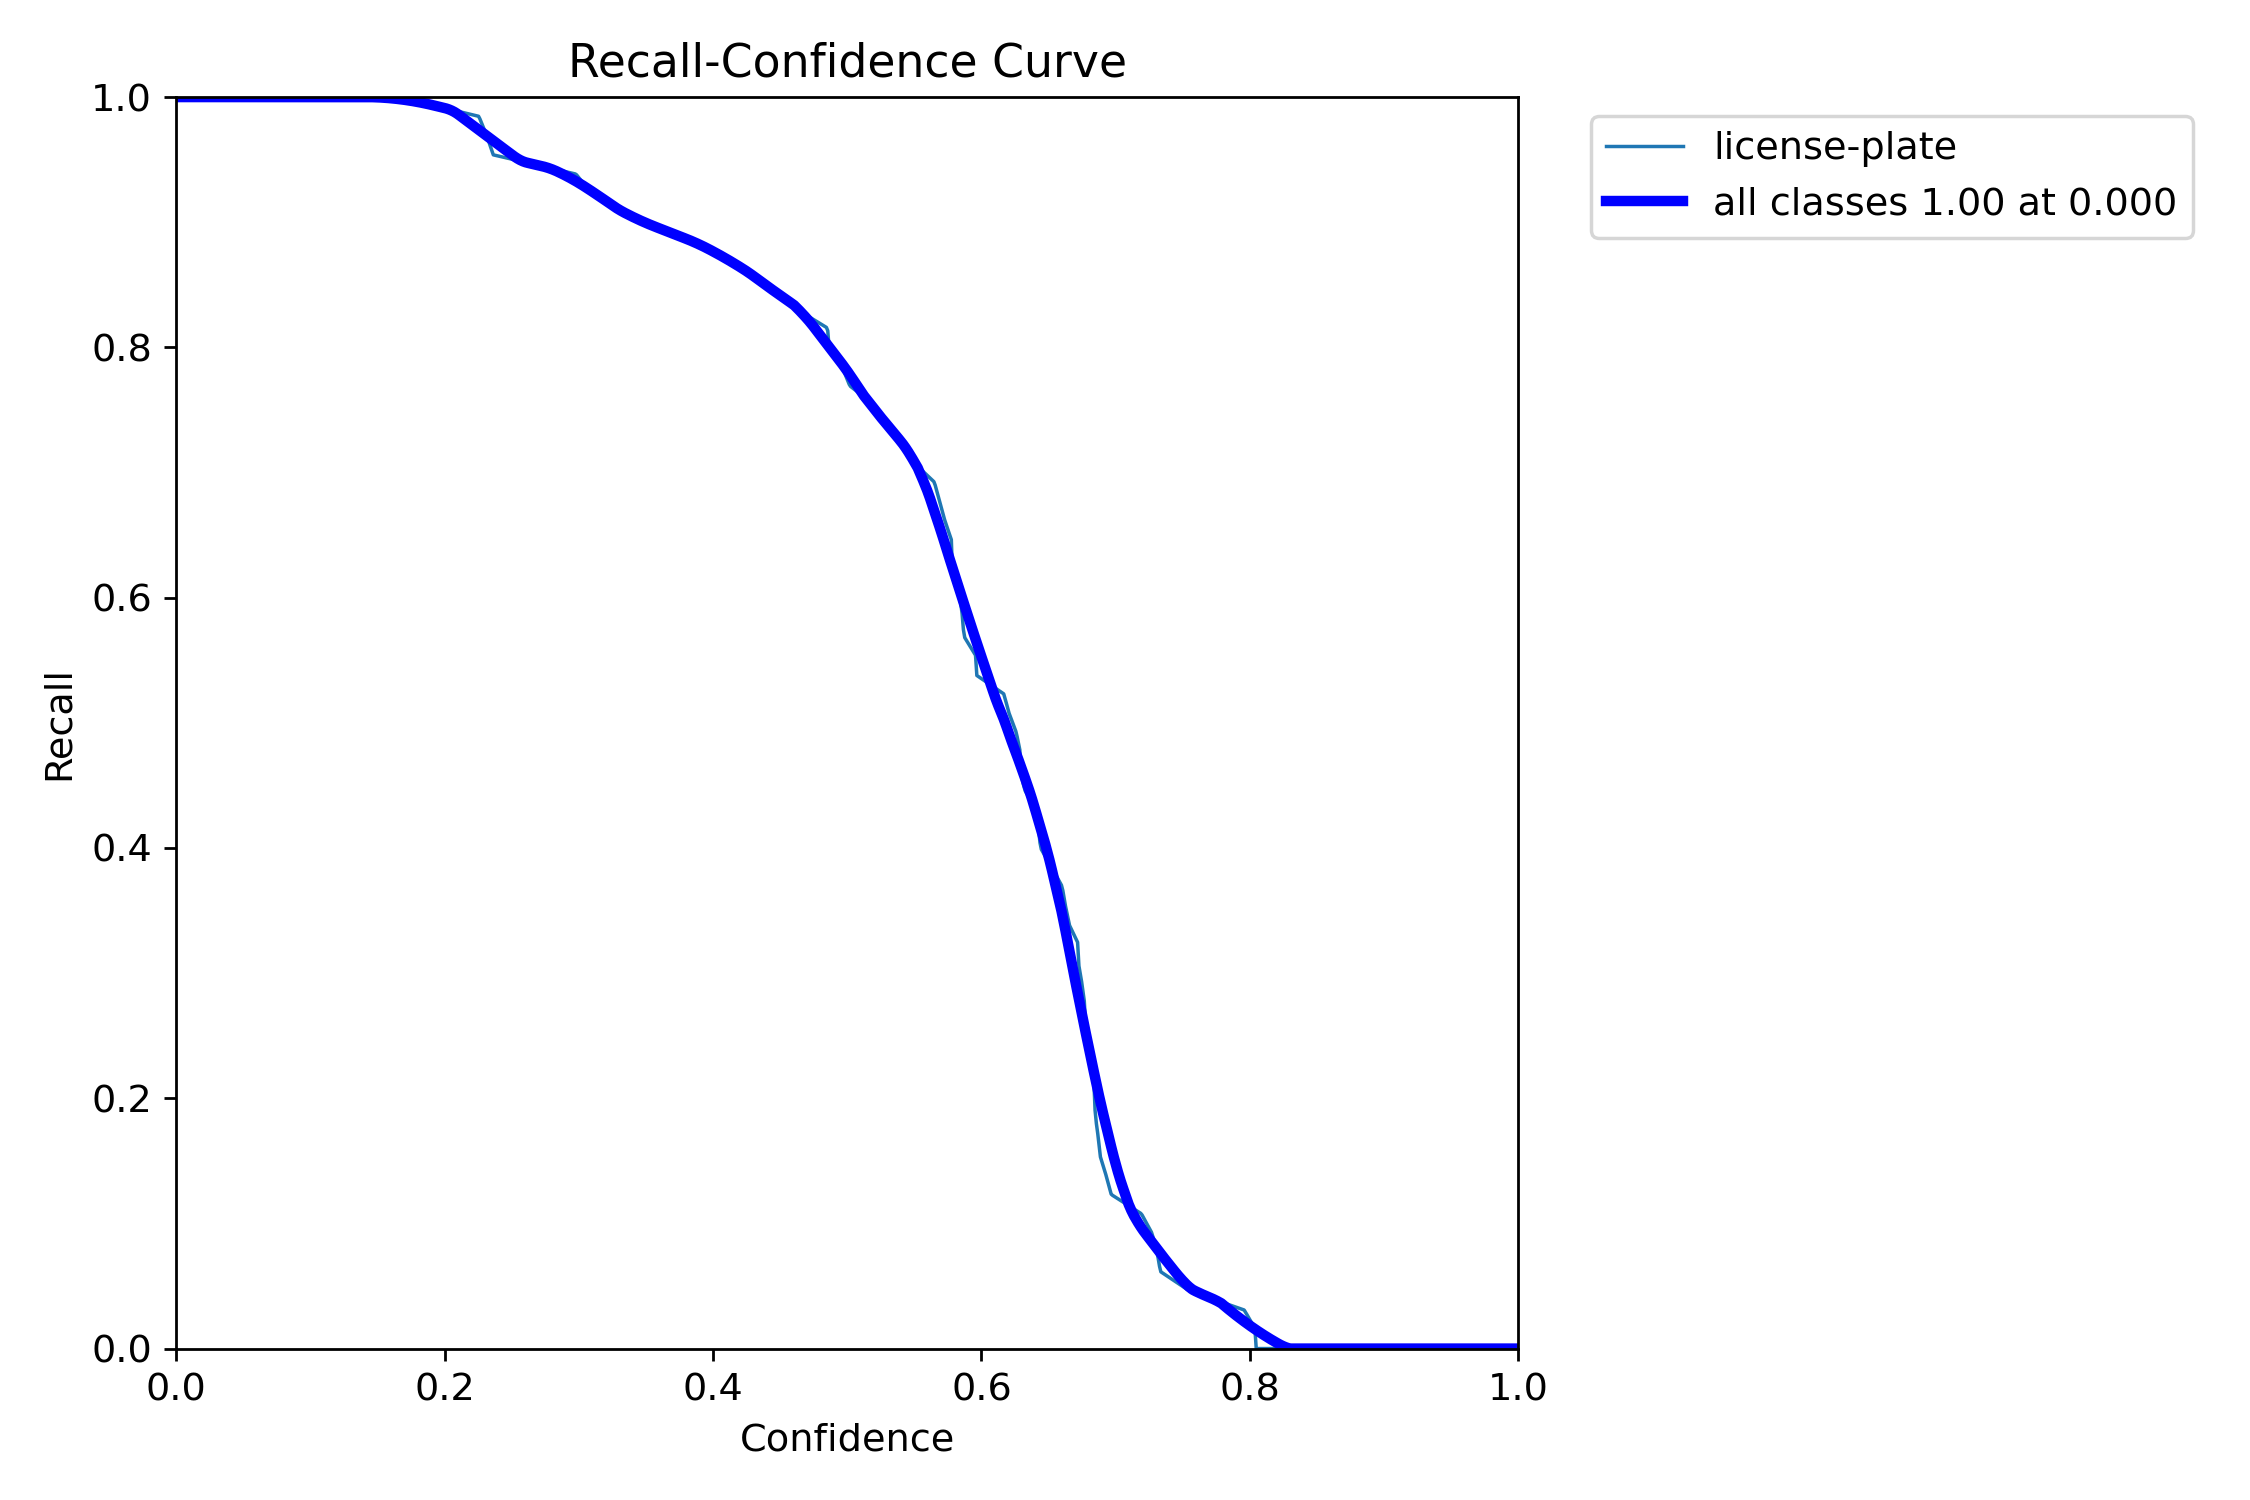 Recall-Confidence Curve
1.0
0.8
0.6
0.4
0.2
0.0
Recall
0.0 0.2 0.4 0.6 0.8 1.0
Confidence
license-plate
all classes 1.00 at 0.000